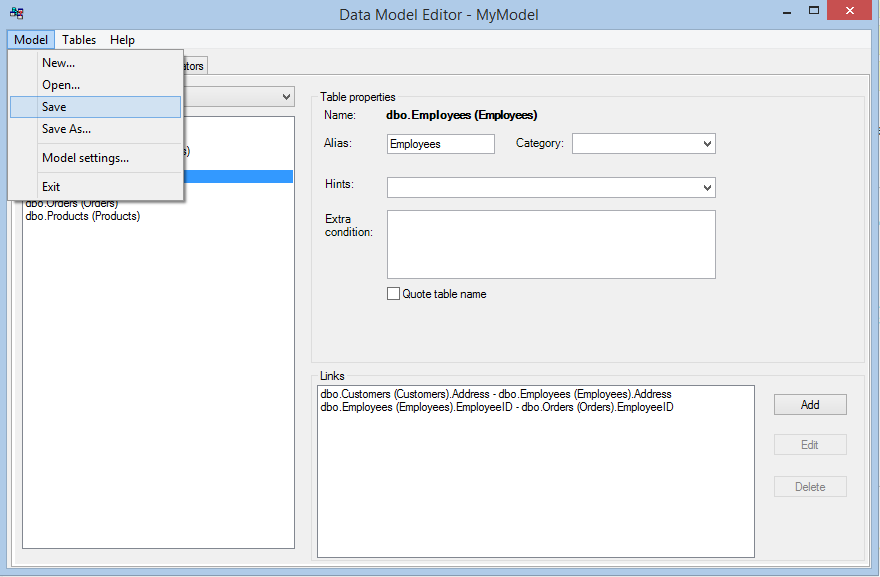 Data Model Editor - MyModel
Model Tables Help
New...
Open...
Save
Save As...
Model settings...
Exit
dbo.Orders (Orders)
dbo.Products (Products)
Table properties
Name: dbo.Employees (Employees)
Alias: Employees Category:
Hints:
Extra
condition:
Quote table name
Links
dbo.Customers (Customers).Address - dbo.Employees (Employees).Address
dbo.Employees (Employees).EmployeeID - dbo.Orders (Orders).EmployeeID
Add
Edit
Delete